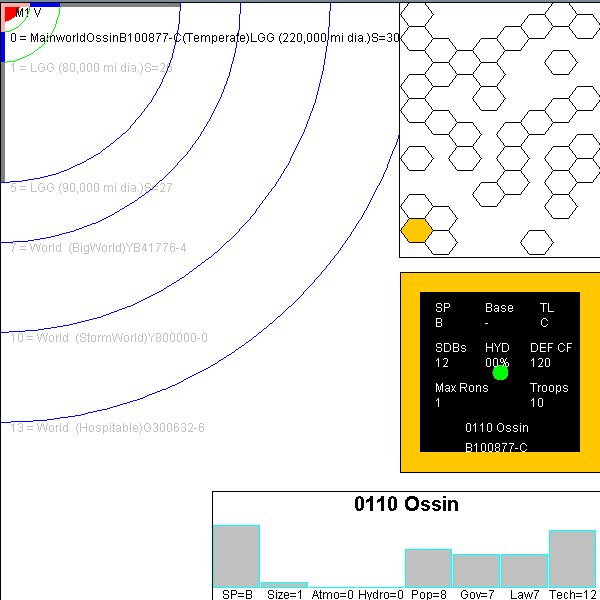 M1 V
0 = MainworldOssinB100877-C(Temperate)LGG (220,000 mi dia.)S=30
1 = LGG (80,000 mi dia.)S=26
5 = LGG (90,000 mi dia.)S=27
7 = World  (BigWorld)YB41776-4
10 = World  (StormWorld)Y800000-0
13 = World  (Hospitable)G300632-6
SP Base TL
B - C
SDBs HYD DEF CF
12 00% 120
Max Rons Troops
1 10
0110 Ossin
B100877-C
0110 Ossin
SP=B Size=1 Atmo=0 Hydro=0 Pop=8 Gov=7 Law7 Tech=12